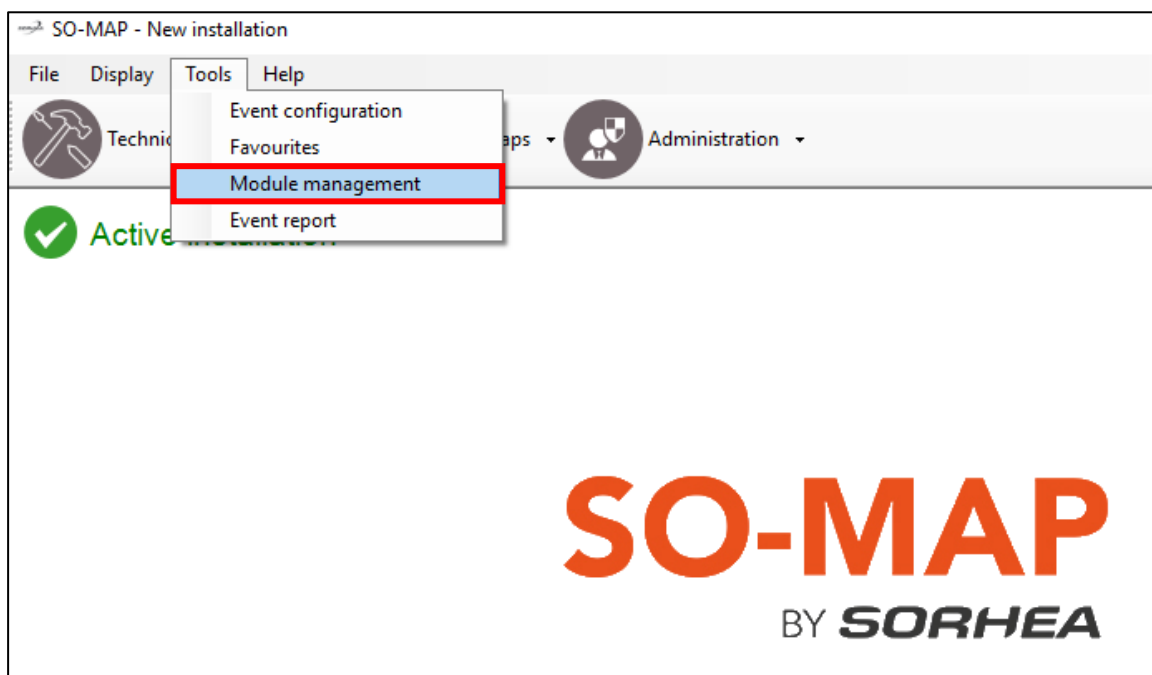 SO-MAP - New installation
File Display Tools Help
Event configuration
Favourites
Module management
Event report
Administration
Active
SO-MAP
BY SORHEA